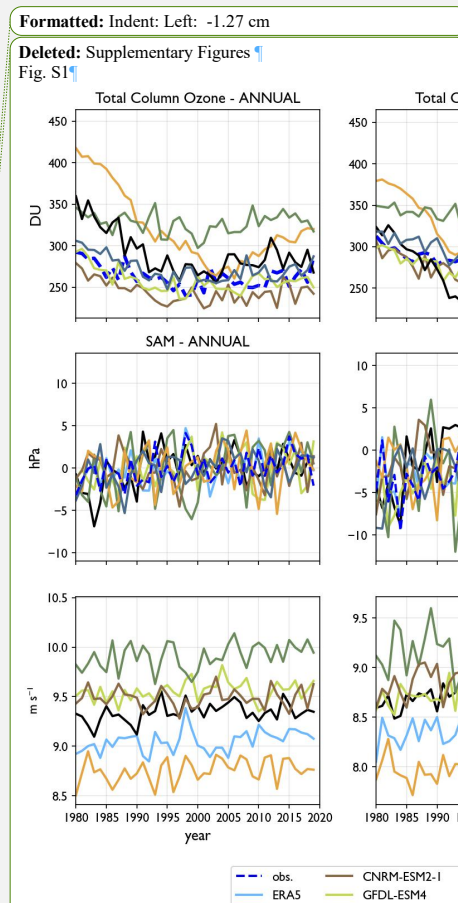 Formatted: Indent: Left: -1.27 cm
Deleted: Supplementary Figures ¶
Fig. S1¶
Total Column Ozone - ANNUAL
Total C
450
400
350
300
250
DU
450
400
350
300
250
SAM - ANNUAL
10
5
0
−5
−10
hPa
10
5
0
−5
−10
10.5
10.0
9.5
9.0
8.5
m s⁻¹
9.5
9.0
8.5
8.0
1980 1985 1990 1995 2000 2005 2010 2015 2020
year
1980 1985 199
obs.
CNRM-ESM2-1
ERA5
GFDL-ESM4